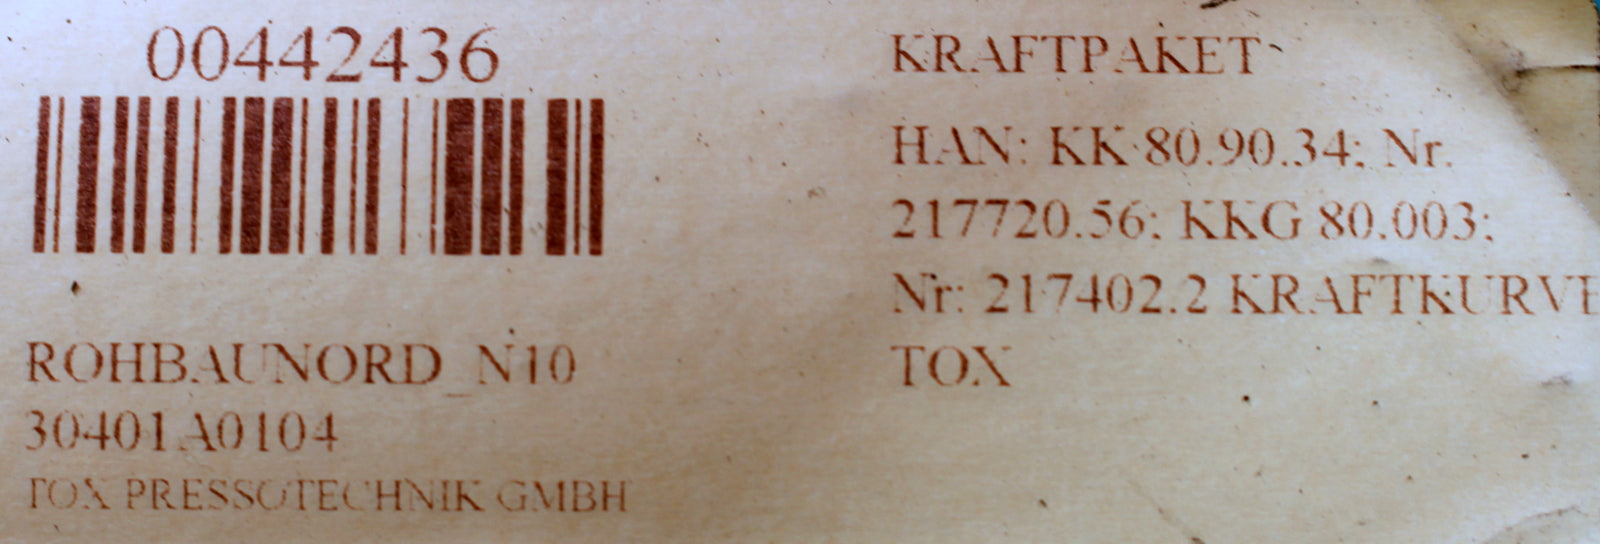 00442436
KRAFTPAKET
HAN: KK 80.90.34; Nr.
217720.56; KKG 80.003;
Nr: 217402.2 KRAFTKURVE
TOX
ROHBAUNORD_N10
30401A0104
TOX PRESSOTECHNIK GMBH